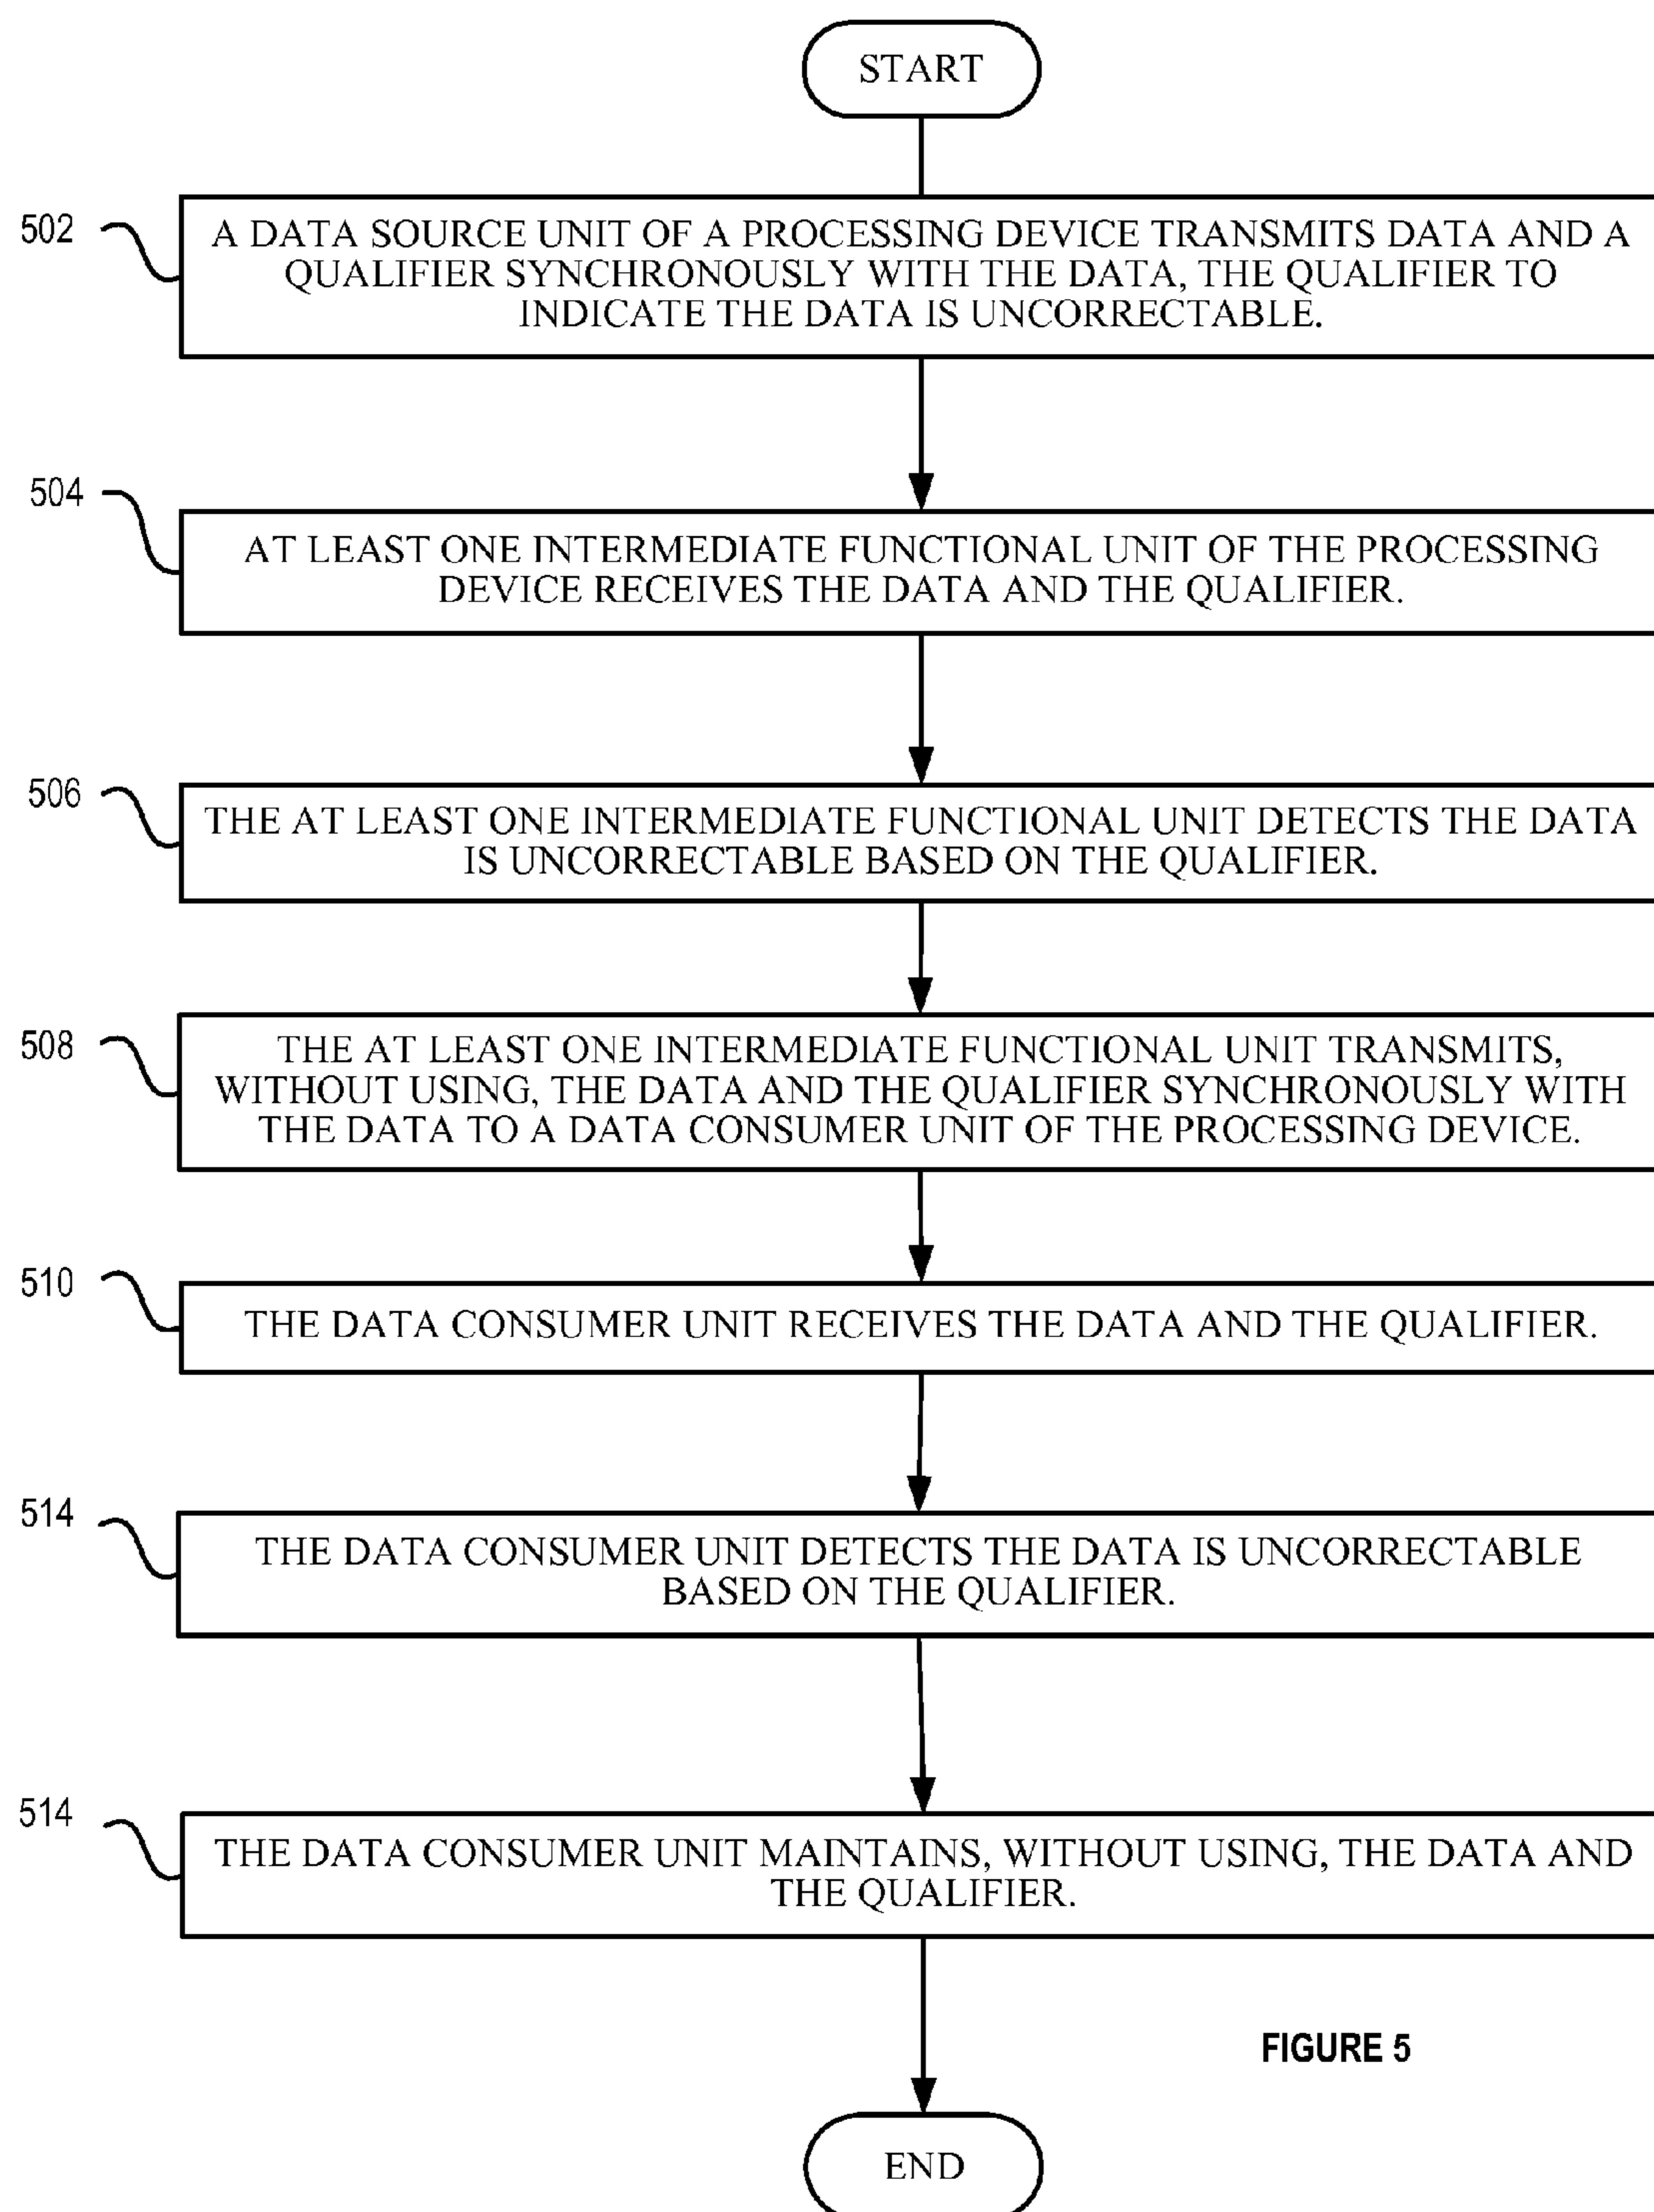 START
502
A DATA SOURCE UNIT OF A PROCESSING DEVICE TRANSMITS DATA AND A
QUALIFIER SYNCHRONOUSLY WITH THE DATA, THE QUALIFIER TO
INDICATE THE DATA IS UNCORRECTABLE.
504
AT LEAST ONE INTERMEDIATE FUNCTIONAL UNIT OF THE PROCESSING
DEVICE RECEIVES THE DATA AND THE QUALIFIER.
506
THE AT LEAST ONE INTERMEDIATE FUNCTIONAL UNIT DETECTS THE DATA
IS UNCORRECTABLE BASED ON THE QUALIFIER.
508
THE AT LEAST ONE INTERMEDIATE FUNCTIONAL UNIT TRANSMITS,
WITHOUT USING, THE DATA AND THE QUALIFIER SYNCHRONOUSLY WITH
THE DATA TO A DATA CONSUMER UNIT OF THE PROCESSING DEVICE.
510
THE DATA CONSUMER UNIT RECEIVES THE DATA AND THE QUALIFIER.
514
THE DATA CONSUMER UNIT DETECTS THE DATA IS UNCORRECTABLE
BASED ON THE QUALIFIER.
514
THE DATA CONSUMER UNIT MAINTAINS, WITHOUT USING, THE DATA AND
THE QUALIFIER.
FIGURE 5
END